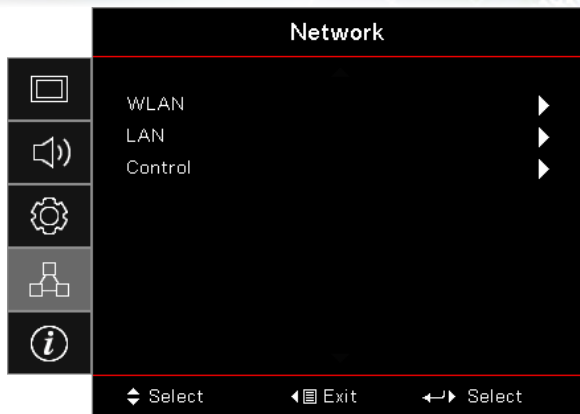 Network
WLAN
LAN
Control
Select Exit Select